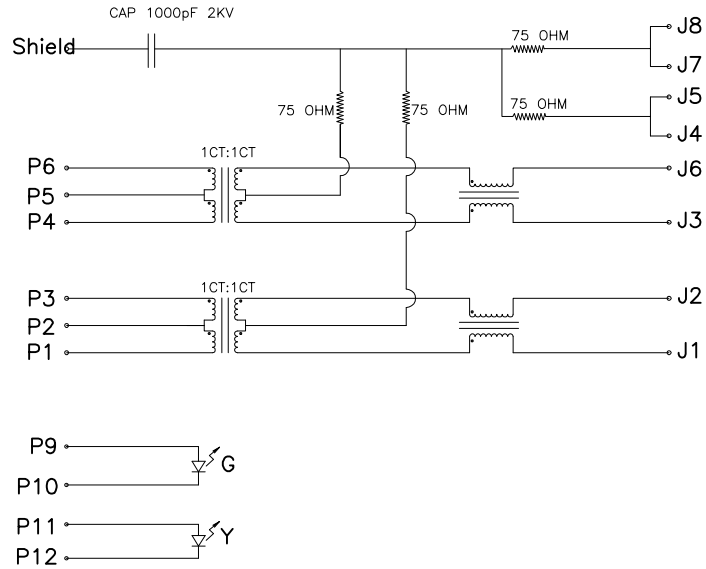 CAP 1000pF 2KV
J8
Shield
75 OHM
J7
J5
75 OHM
75 OHM
75 OHM
J4
1CT:1CT
P6
J6
P5
P4
J3
1CT:1CT
P3
J2
P2
P1
J1
P9
G
P10
P11
Y
P12